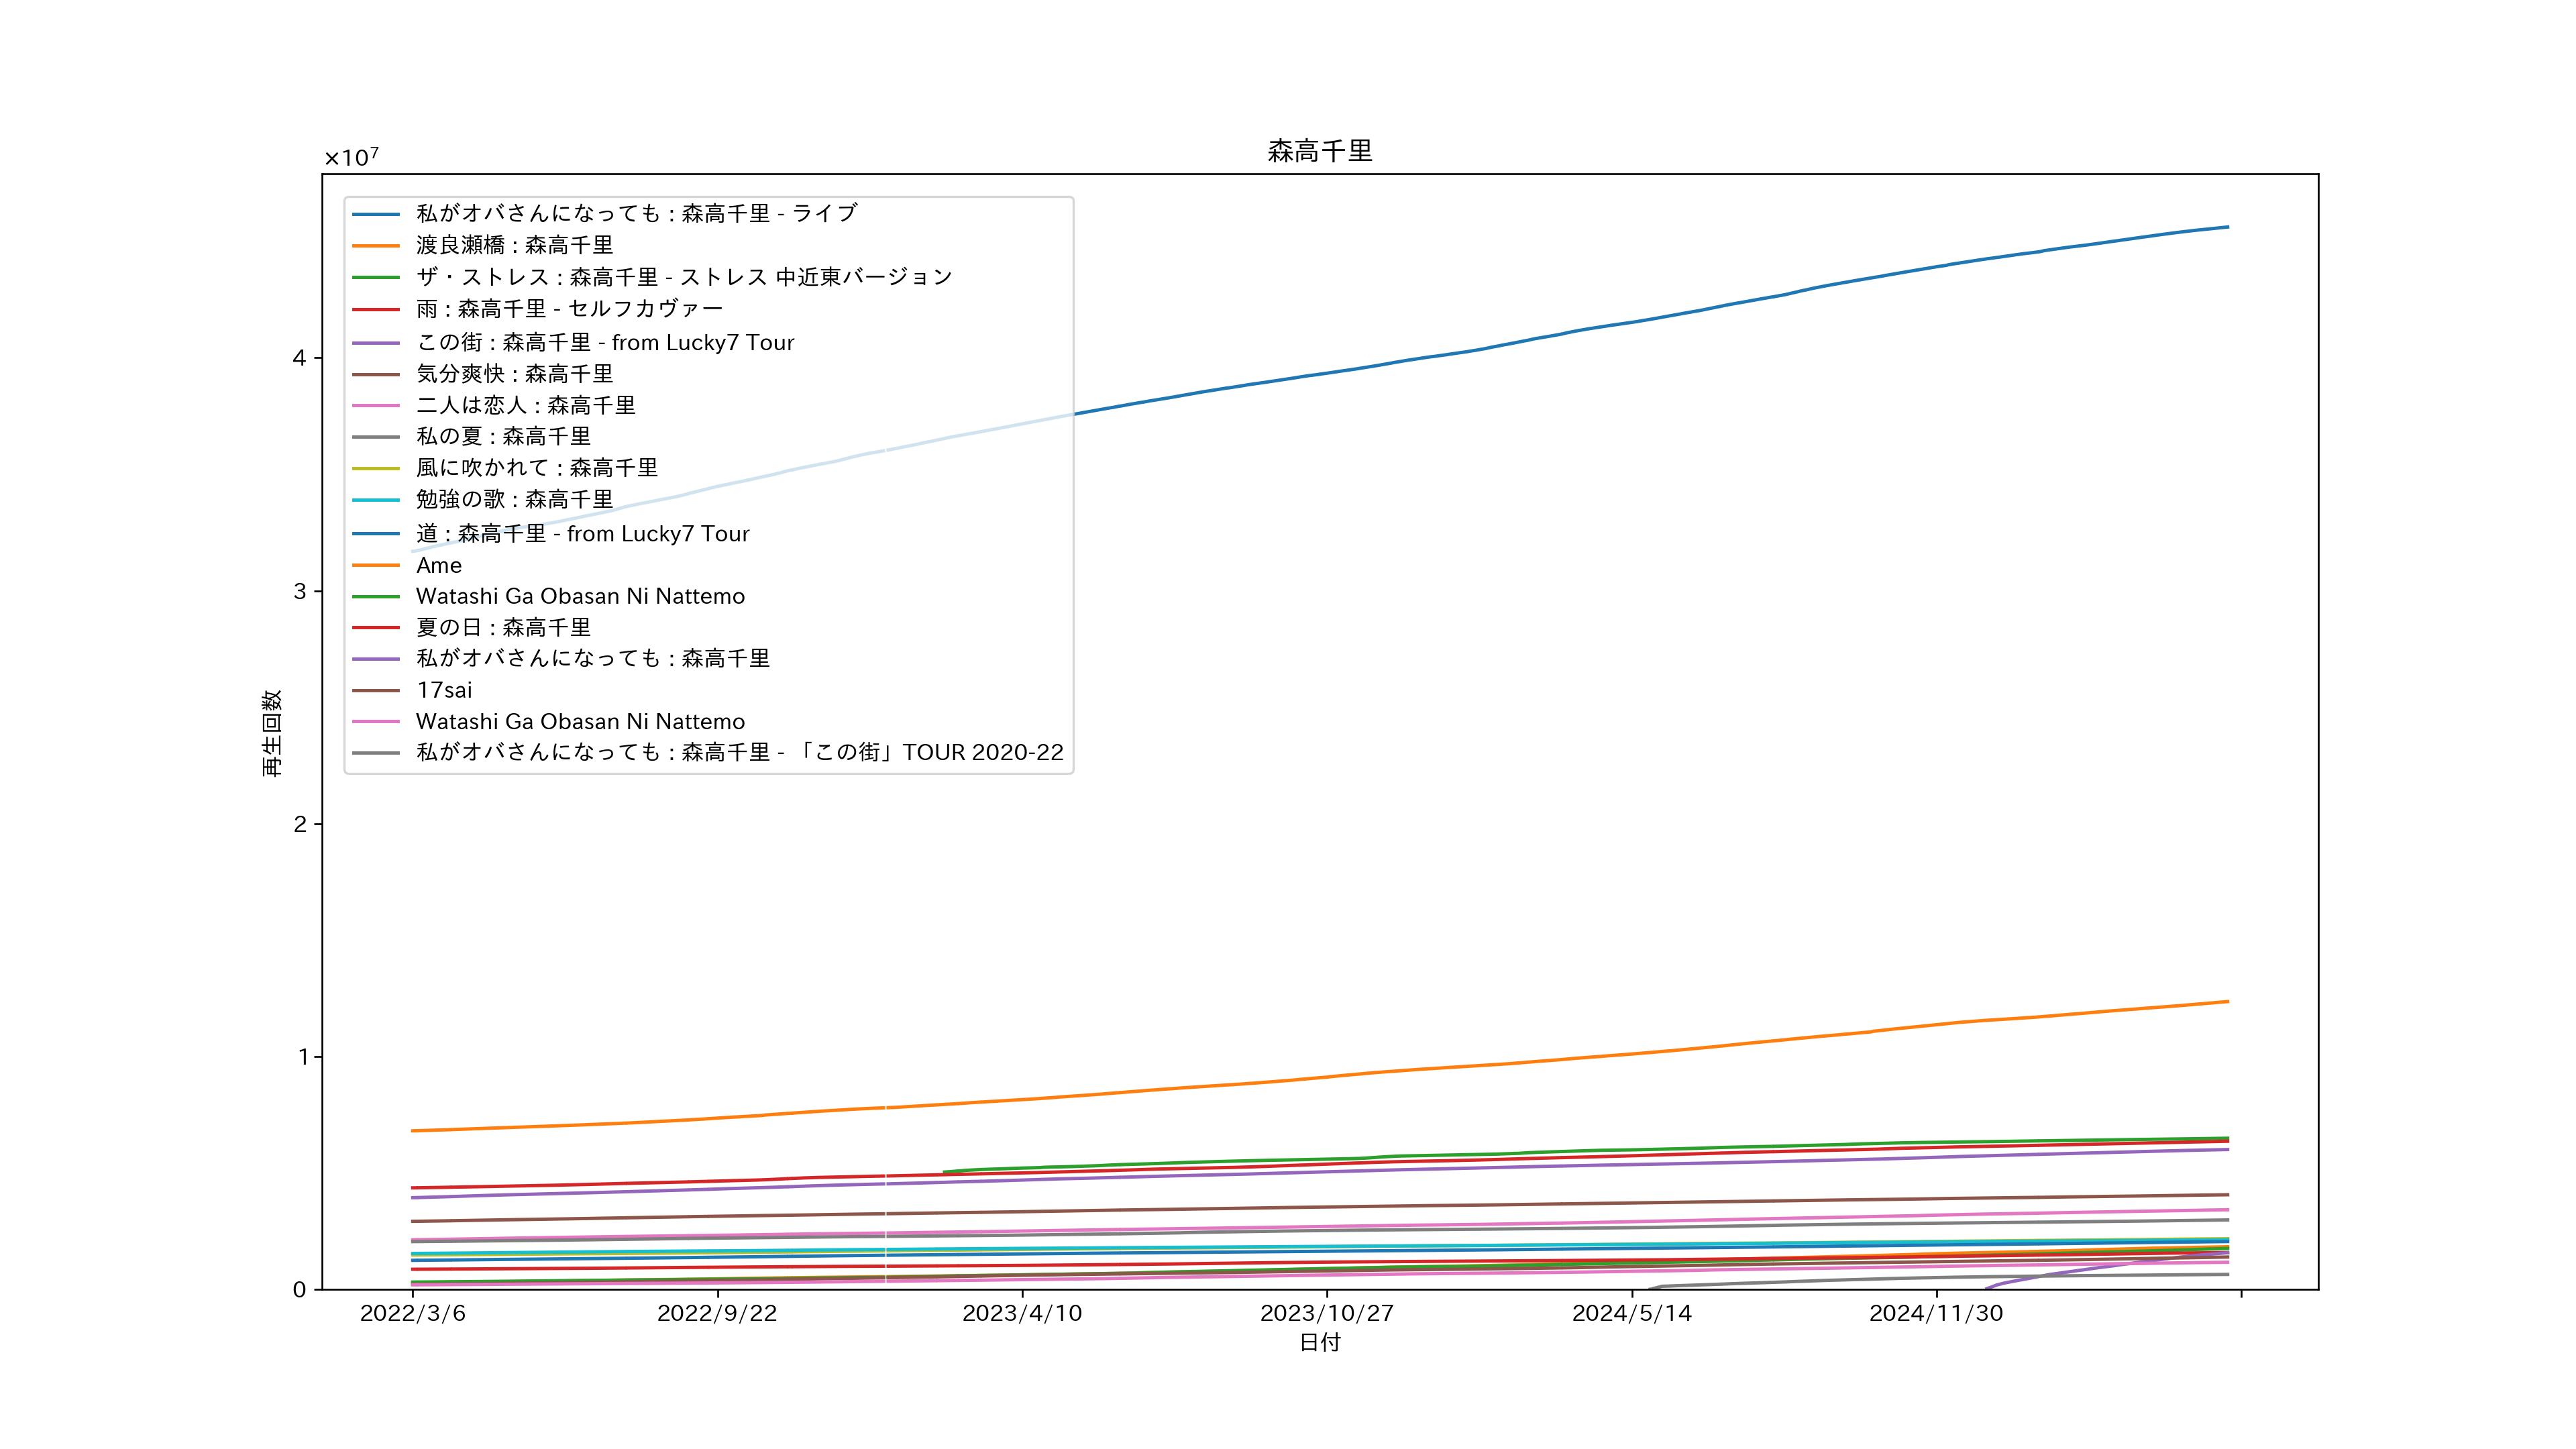 森高千里
×10⁷
私がオバさんになっても : 森高千里 - ライブ
渡良瀬橋 : 森高千里
ザ・ストレス : 森高千里 - ストレス 中近東バージョン
雨 : 森高千里 - セルフカヴァー
この街 : 森高千里 - from Lucky7 Tour
気分爽快 : 森高千里
二人は恋人 : 森高千里
私の夏 : 森高千里
風に吹かれて : 森高千里
勉強の歌 : 森高千里
道 : 森高千里 - from Lucky7 Tour
Ame
Watashi Ga Obasan Ni Nattemo
夏の日 : 森高千里
私がオバさんになっても : 森高千里
17sai
Watashi Ga Obasan Ni Nattemo
私がオバさんになっても : 森高千里 - 「この街」TOUR 2020-22
4
3
2
1
0
再生回数
2022/3/6
2022/9/22
2023/4/10
2023/10/27
2024/5/14
2024/11/30
日付